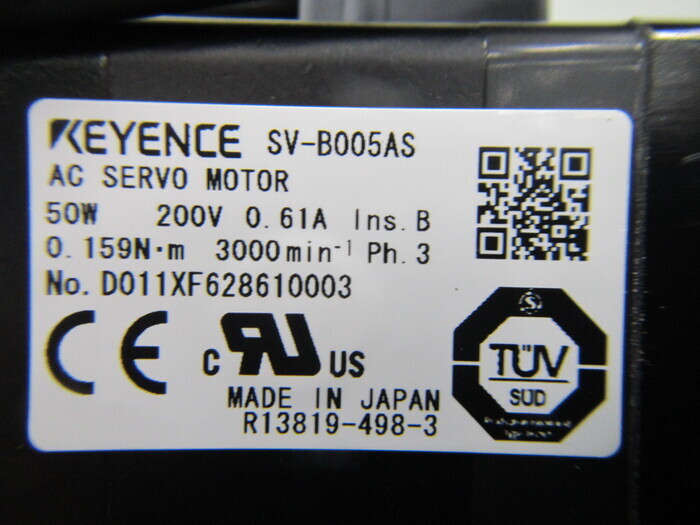 KEYENCE SV-B005AS
AC SERVO MOTOR
50W 200V 0.61A Ins.B
0.159N·m 3000min⁻¹ Ph.3
No. D011XF628610003
CE
c RU US
TÜV
SÜD
MADE IN JAPAN
R13819-498-3